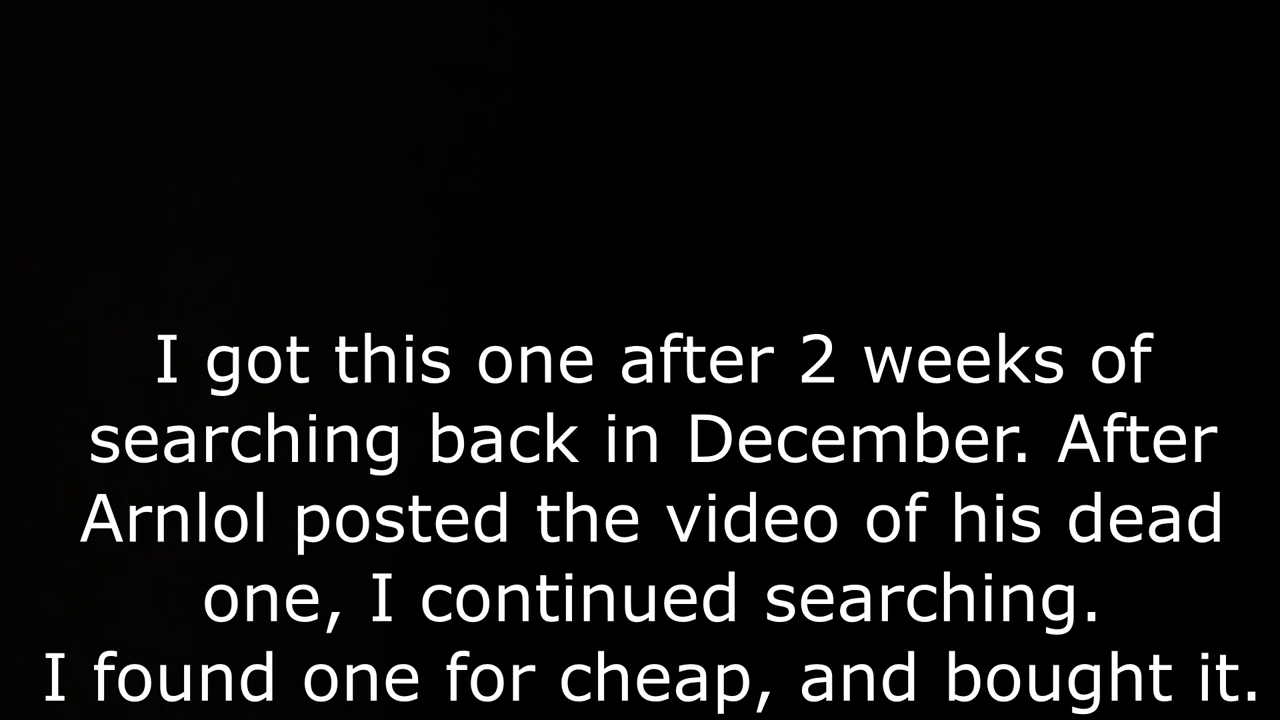 I got this one after 2 weeks of
searching back in December. After
Arnlol posted the video of his dead
one, I continued searching.
I found one for cheap, and bought it.